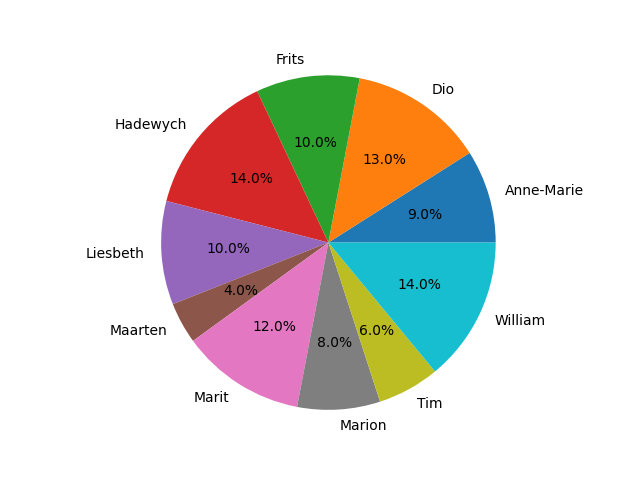 Frits
Dio
Hadewych
10.0%
13.0%
14.0%
Anne-Marie
9.0%
Liesbeth
10.0%
William
14.0%
Maarten
4.0%
12.0%
8.0%
6.0%
Marit
Tim
Marion